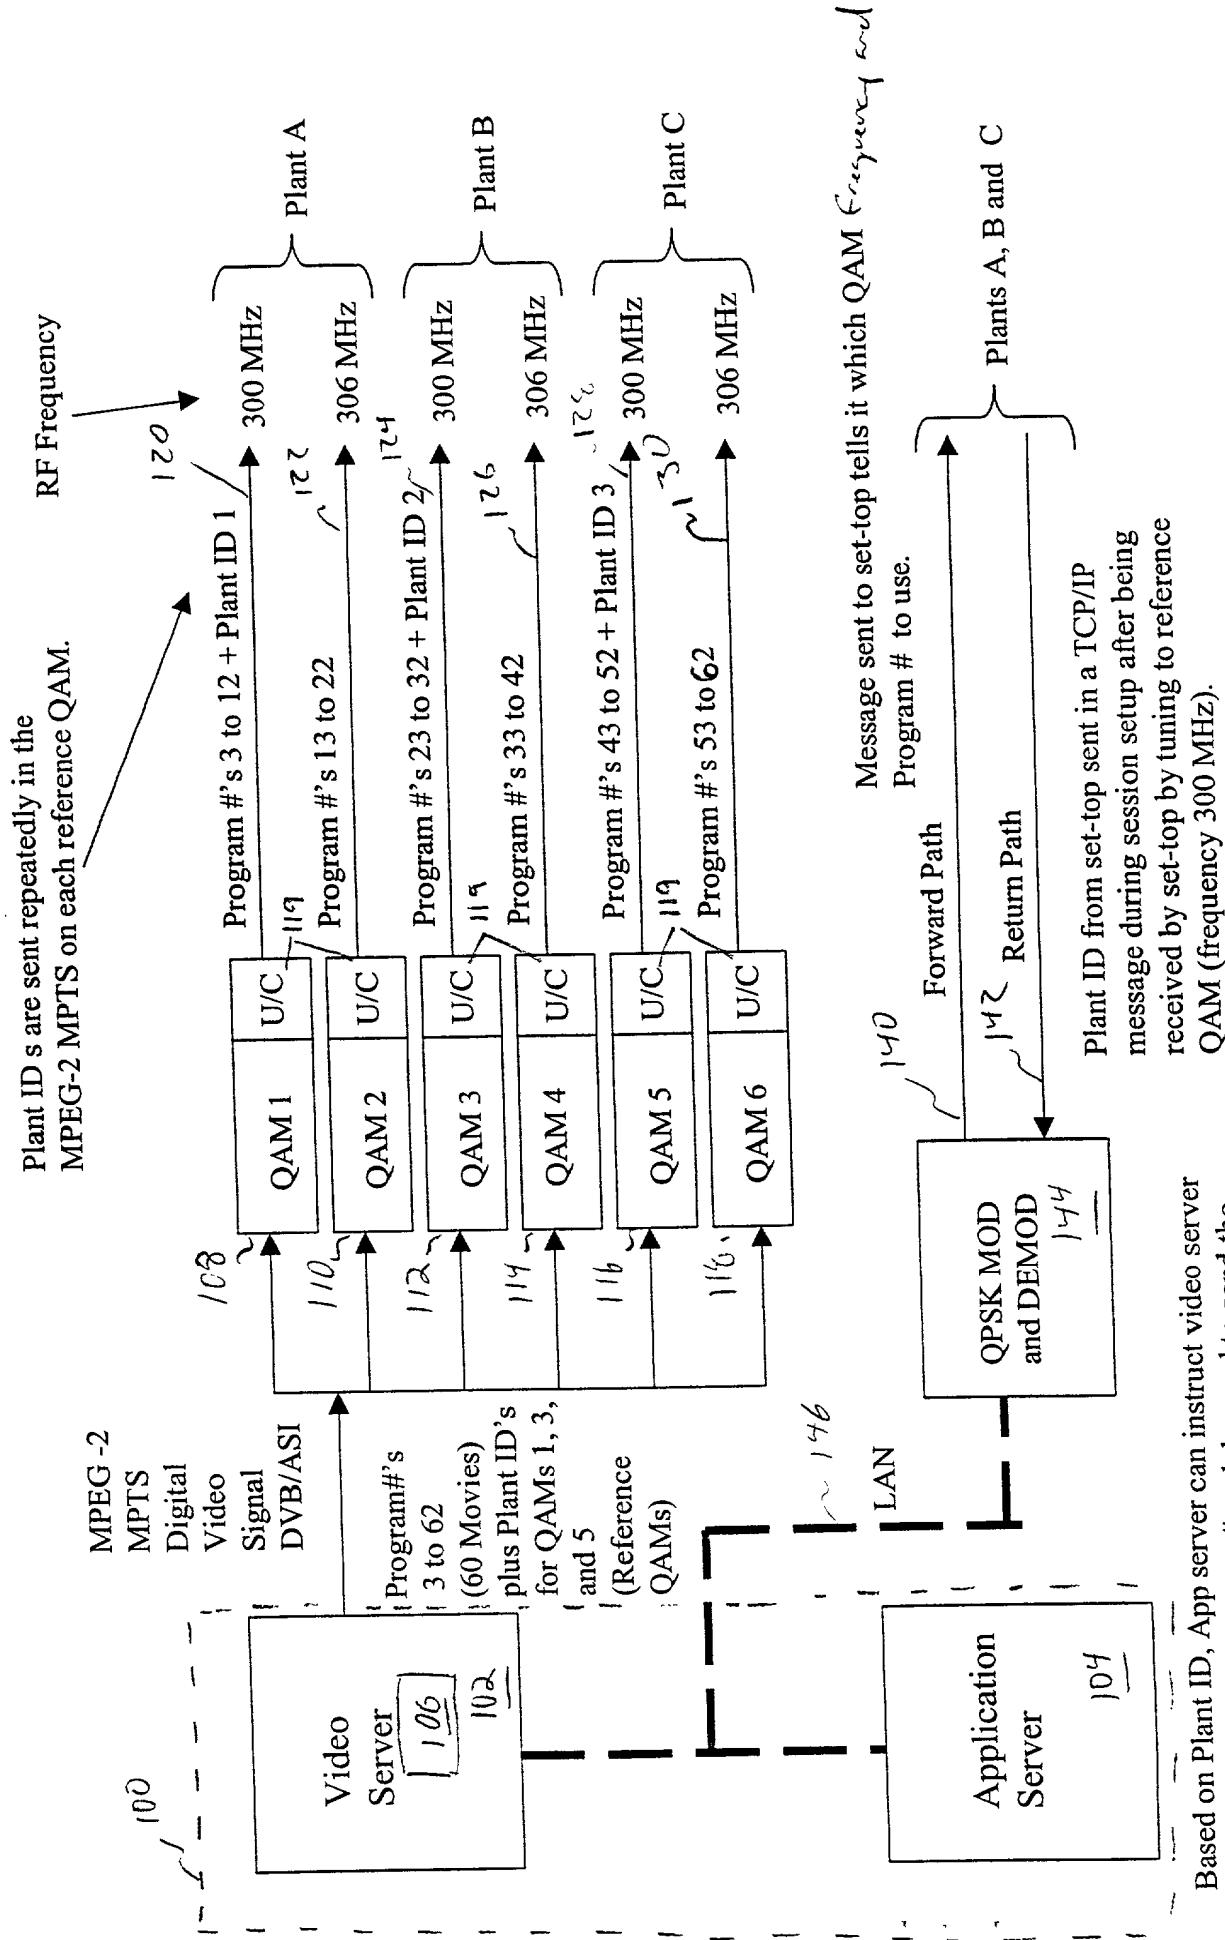 Plant ID s are sent repeatedly in the
MPEG-2 MPTS on each reference QAM.
RF Frequency
MPEG -2
MPTS
Digital
Video
Signal
DVB/ASI
100
Video
Server
106
102
Program#'s
3 to 62
(60 Movies)
plus Plant ID's
for QAMs 1, 3,
and 5
(Reference
QAMs)
108
QAM 1
U/C
119
Program #'s 3 to 12 + Plant ID 1
120
300 MHz
110
QAM 2
U/C
Program #'s 13 to 22
122
306 MHz
Plant A
112
QAM 3
U/C
119
Program #'s 23 to 32 + Plant ID 2
124
300 MHz
114
QAM 4
U/C
Program #'s 33 to 42
126
306 MHz
Plant B
116
QAM 5
U/C
119
Program #'s 43 to 52 + Plant ID 3
128
300 MHz
118
QAM 6
U/C
Program #'s 53 to 62
130
306 MHz
Plant C
146
LAN
Application
Server
104
QPSK MOD
and DEMOD
144
Message sent to set-top tells it which QAM frequency and
Program # to use.
140
Forward Path
142
Return Path
Plants A, B and C
Plant ID from set-top sent in a TCP/IP
message during session setup after being
received by set-top by tuning to reference
QAM (frequency 300 MHz).
Based on Plant ID, App server can instruct video server